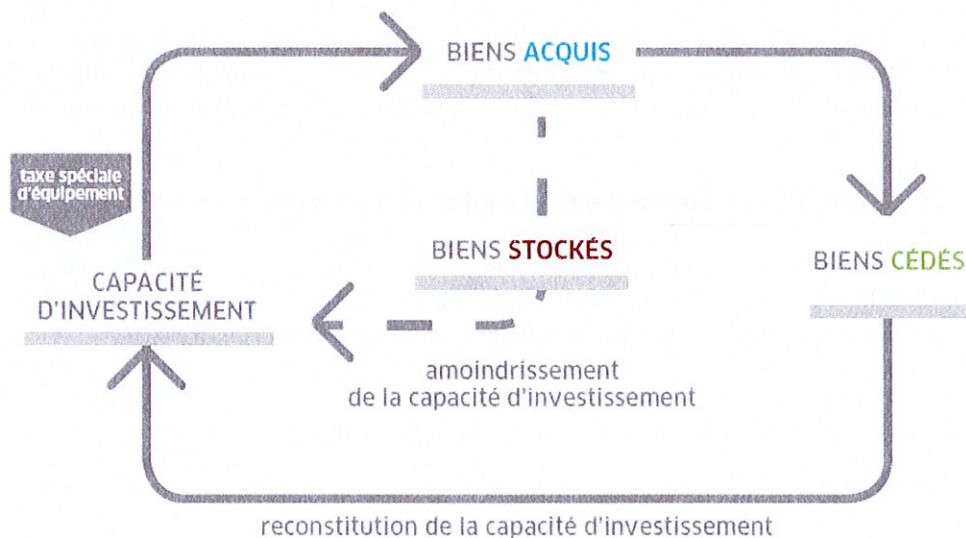 BIENS ACQUIS
taxe spéciale
d'équipement
BIENS STOCKÉS
BIENS CÉDÉS
CAPACITÉ
D'INVESTISSEMENT
amoindrissement
de la capacité d'investissement
reconstitution de la capacité d'investissement